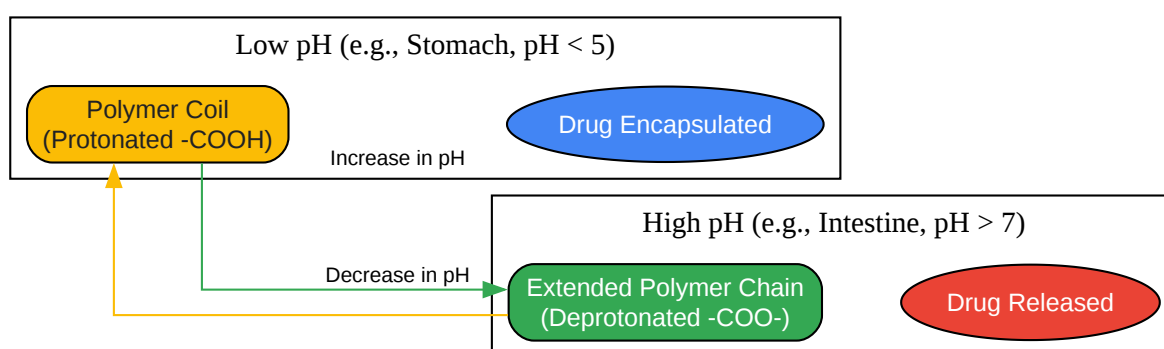 Low pH (e.g., Stomach, pH < 5)
Polymer Coil
(Protonated -COOH)
Drug Encapsulated
Increase in pH
High pH (e.g., Intestine, pH > 7)
Decrease in pH
Extended Polymer Chain
(Deprotonated -COO-)
Drug Released